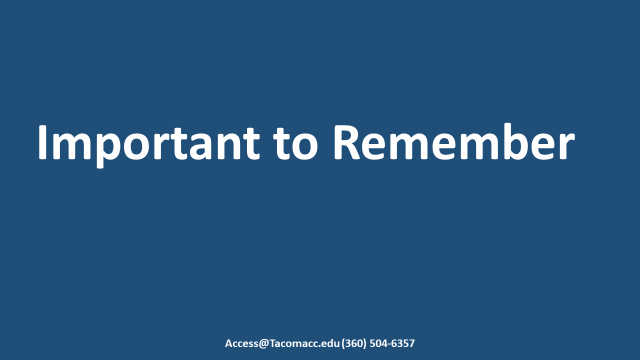 Important to Remember
Access@Tacomacc.edu (360) 504-6357